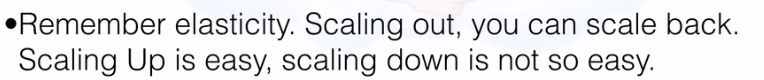 •Remember elasticity. Scaling out, you can scale back.
Scaling Up is easy, scaling down is not so easy.